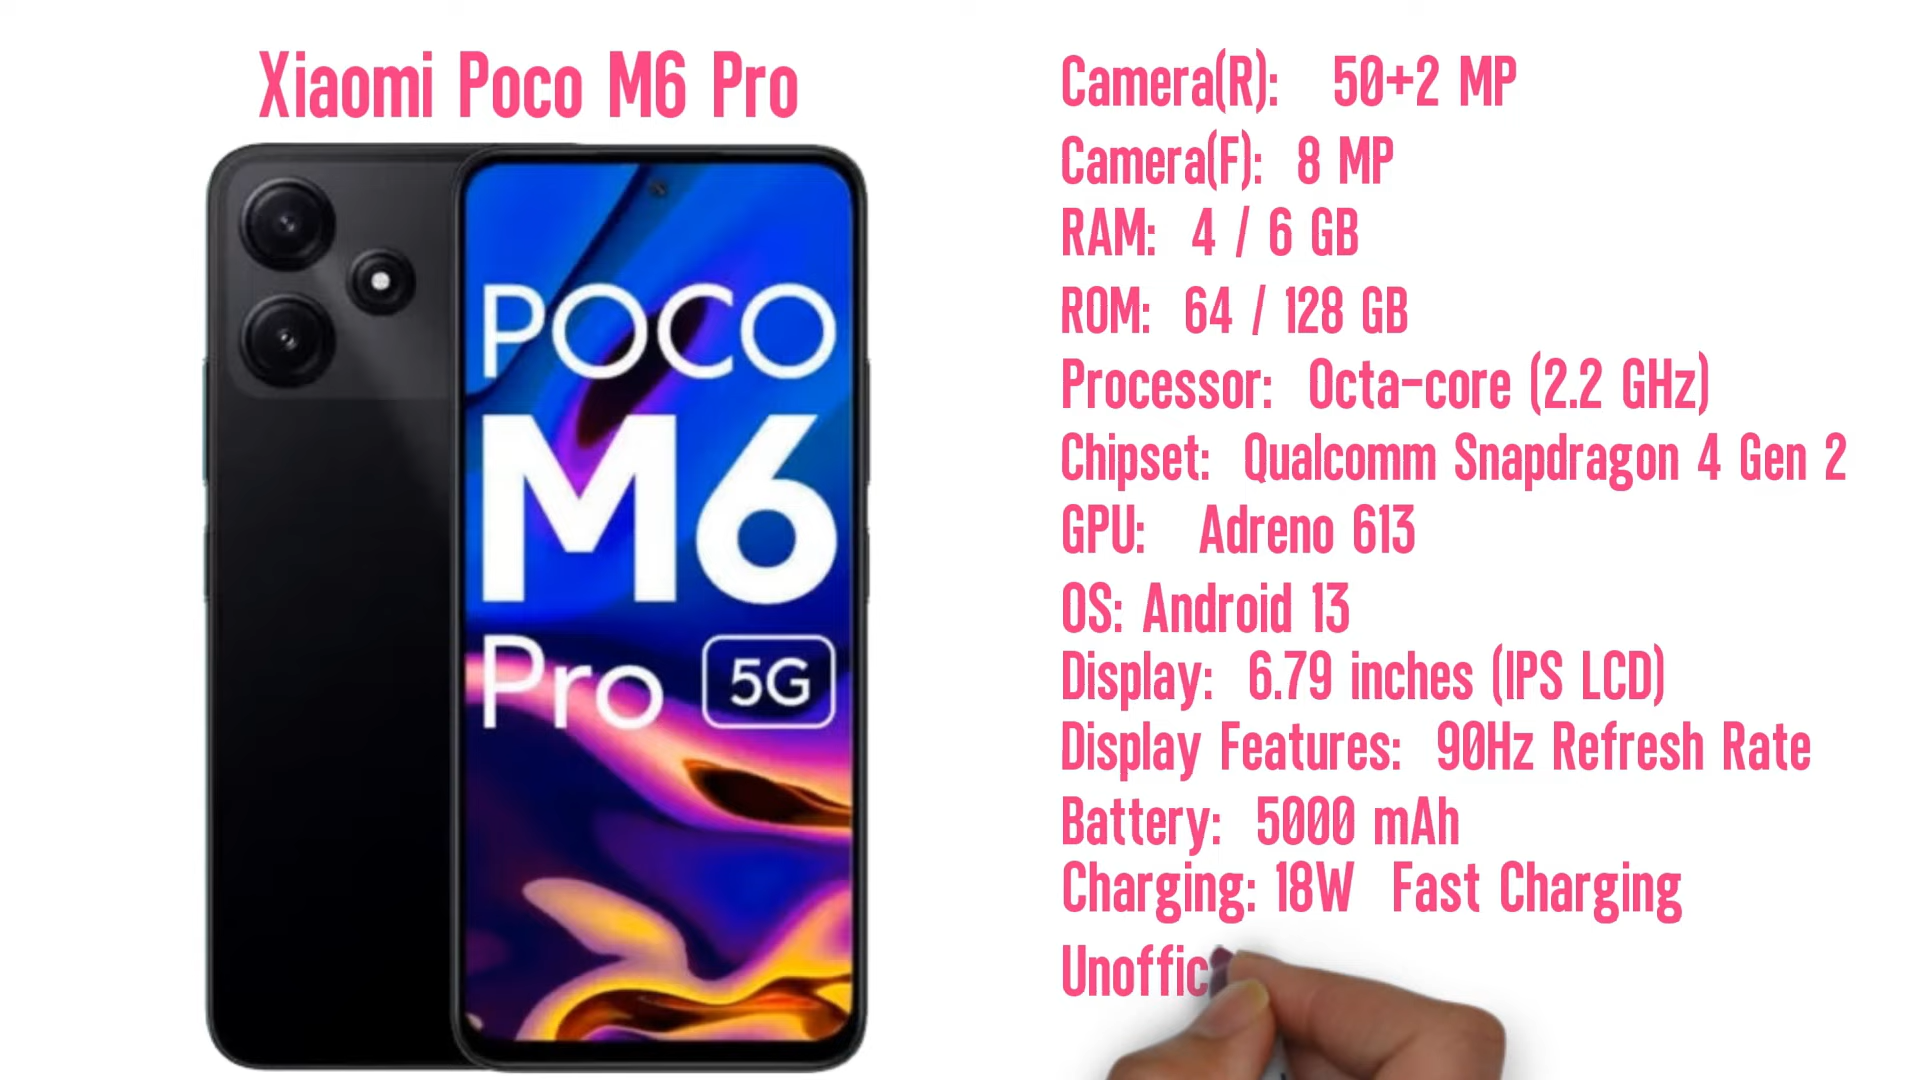 Xiaomi Poco M6 Pro
POCO
M6
Pro 5G
Camera(R): 50+2 MP
Camera(F): 8 MP
RAM: 4 / 6 GB
ROM: 64 / 128 GB
Processor: Octa-core (2.2 GHz)
Chipset: Qualcomm Snapdragon 4 Gen 2
GPU: Adreno 613
OS: Android 13
Display: 6.79 inches (IPS LCD)
Display Features: 90Hz Refresh Rate
Battery: 5000 mAh
Charging: 18W Fast Charging
Unoffic